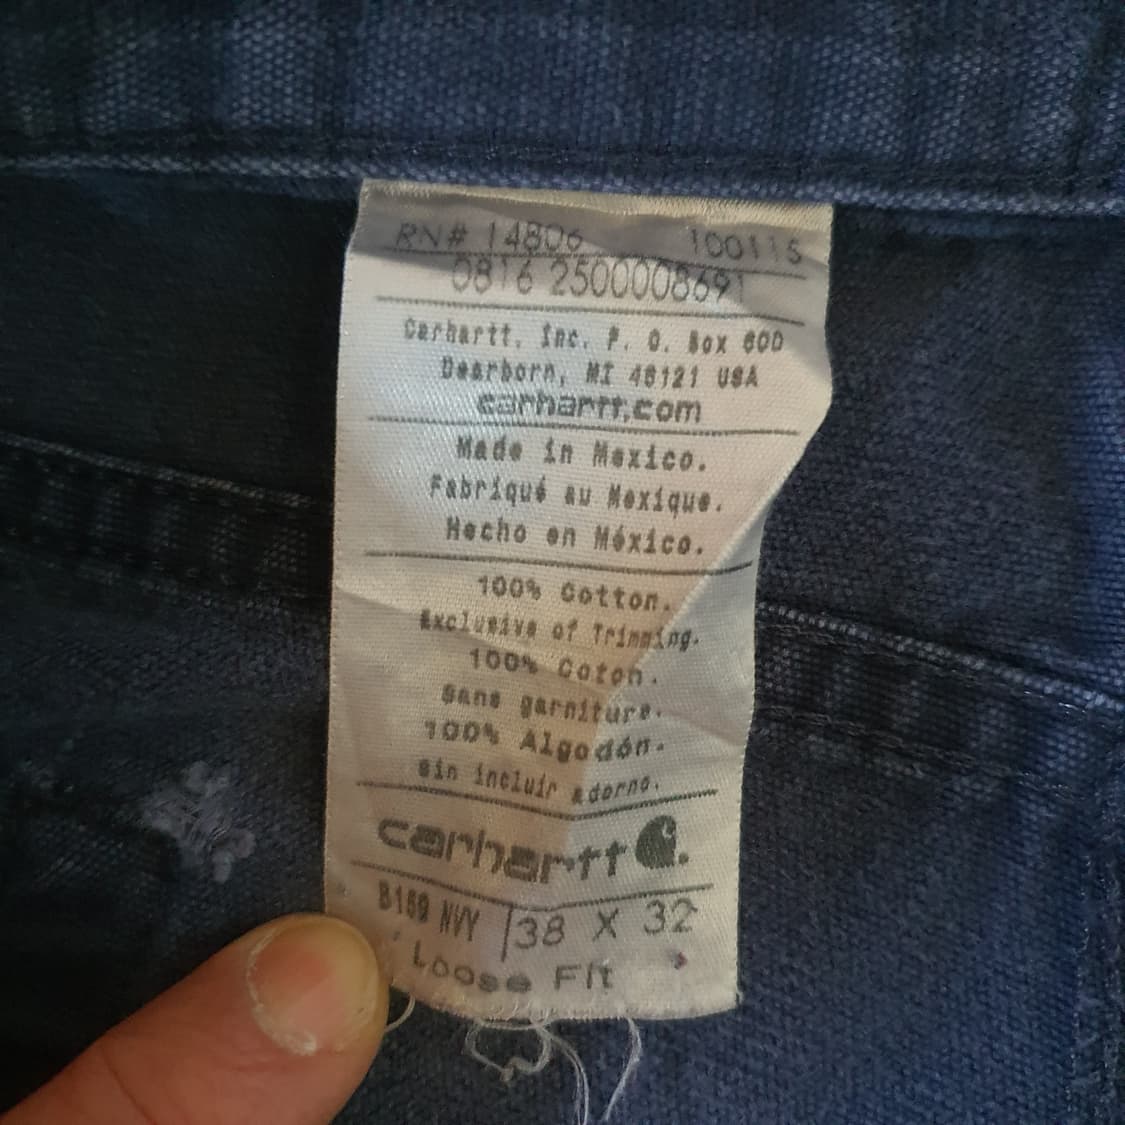 RN# 14806 100115
0816 2500008691
Carhartt, Inc. P. O. Box 600
Dearborn, MI 48121 USA
carhartt.com
Made in Mexico.
Fabriqué au Mexique.
Hecho en México.
100% Cotton.
Exclusive of Trimming.
100% Coton.
Sans garniture.
100% Algodón.
Sin incluir adorno.
carhartt
B159 NVY 38 X 32
Loose Fit